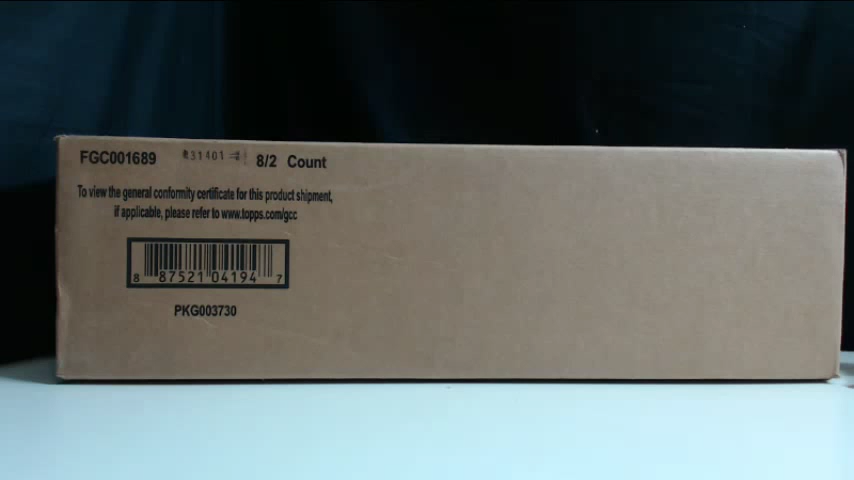 FGC001689 31401 8/2 Count
To view the general conformity certificate for this product shipment,
if applicable, please refer to www.topps.com/gcc
8 87521 04194 7
PKG003730